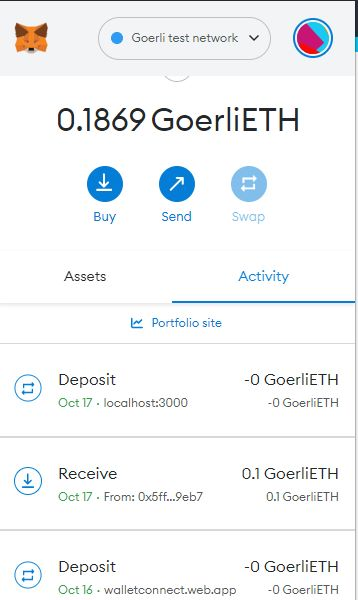 Goerli test network
0.1869 GoerliETH
Buy Send Swap
Assets Activity
Portfolio site
Deposit -0 GoerliETH
Oct 17 · localhost:3000 -0 GoerliETH
Receive 0.1 GoerliETH
Oct 17 · From: 0x5ff...9eb7 0.1 GoerliETH
Deposit -0 GoerliETH
Oct 16 · walletconnect.web.app -0 GoerliETH